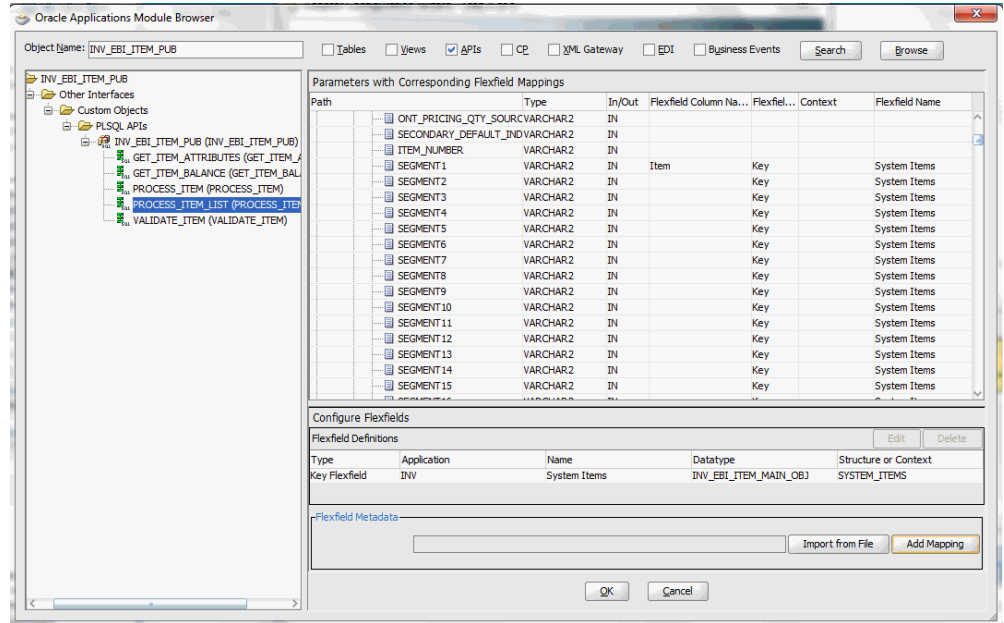 Oracle Applications Module Browser
Object Name: INV_EBI_ITEM_PUB Tables Views APIs CP XML Gateway EDI Business Events Search Browse
INV_EBI_ITEM_PUB
Other Interfaces
Custom Objects
PLSQL APIs
INV_EBI_ITEM_PUB (INV_EBI_ITEM_PUB)
GET_ITEM_ATTRIBUTES (GET_ITEM_A
GET_ITEM_BALANCE (GET_ITEM_BAL
PROCESS_ITEM (PROCESS_ITEM)
PROCESS_ITEM_LIST (PROCESS_ITEM
VALIDATE_ITEM (VALIDATE_ITEM)
Parameters with Corresponding Flexfield Mappings
Path Type In/Out Flexfield Column Na... Flexfiel... Context Flexfield Name
ONT_PRICING_QTY_SOURC VARCHAR2 IN
SECONDARY_DEFAULT_IND VARCHAR2 IN
ITEM_NUMBER VARCHAR2 IN
SEGMENT1 VARCHAR2 IN Item Key System Items
SEGMENT2 VARCHAR2 IN Key System Items
SEGMENT3 VARCHAR2 IN Key System Items
SEGMENT4 VARCHAR2 IN Key System Items
SEGMENT5 VARCHAR2 IN Key System Items
SEGMENT6 VARCHAR2 IN Key System Items
SEGMENT7 VARCHAR2 IN Key System Items
SEGMENT8 VARCHAR2 IN Key System Items
SEGMENT9 VARCHAR2 IN Key System Items
SEGMENT10 VARCHAR2 IN Key System Items
SEGMENT11 VARCHAR2 IN Key System Items
SEGMENT12 VARCHAR2 IN Key System Items
SEGMENT13 VARCHAR2 IN Key System Items
SEGMENT14 VARCHAR2 IN Key System Items
SEGMENT15 VARCHAR2 IN Key System Items
Configure Flexfields
Flexfield Definitions Edit Delete
Type Application Name Datatype Structure or Context
Key Flexfield INV System Items INV_EBI_ITEM_MAIN_OBJ SYSTEM_ITEMS
Flexfield Metadata
Import from File Add Mapping
OK Cancel